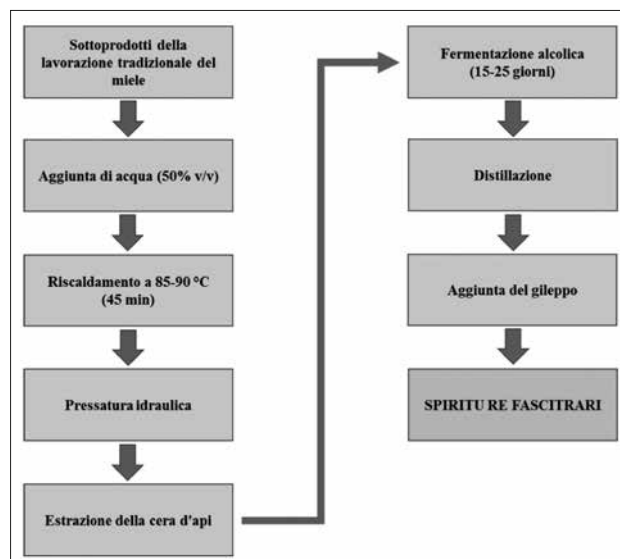 Sottoprodotti della
lavorazione tradizionale del
miele
Aggiunta di acqua (50% v/v)
Riscaldamento a 85-90 °C
(45 min)
Pressatura idraulica
Estrazione della cera d'api
Fermentazione alcolica
(15-25 giorni)
Distillazione
Aggiunta del gileppo
SPIRITU RE FASCITRARI